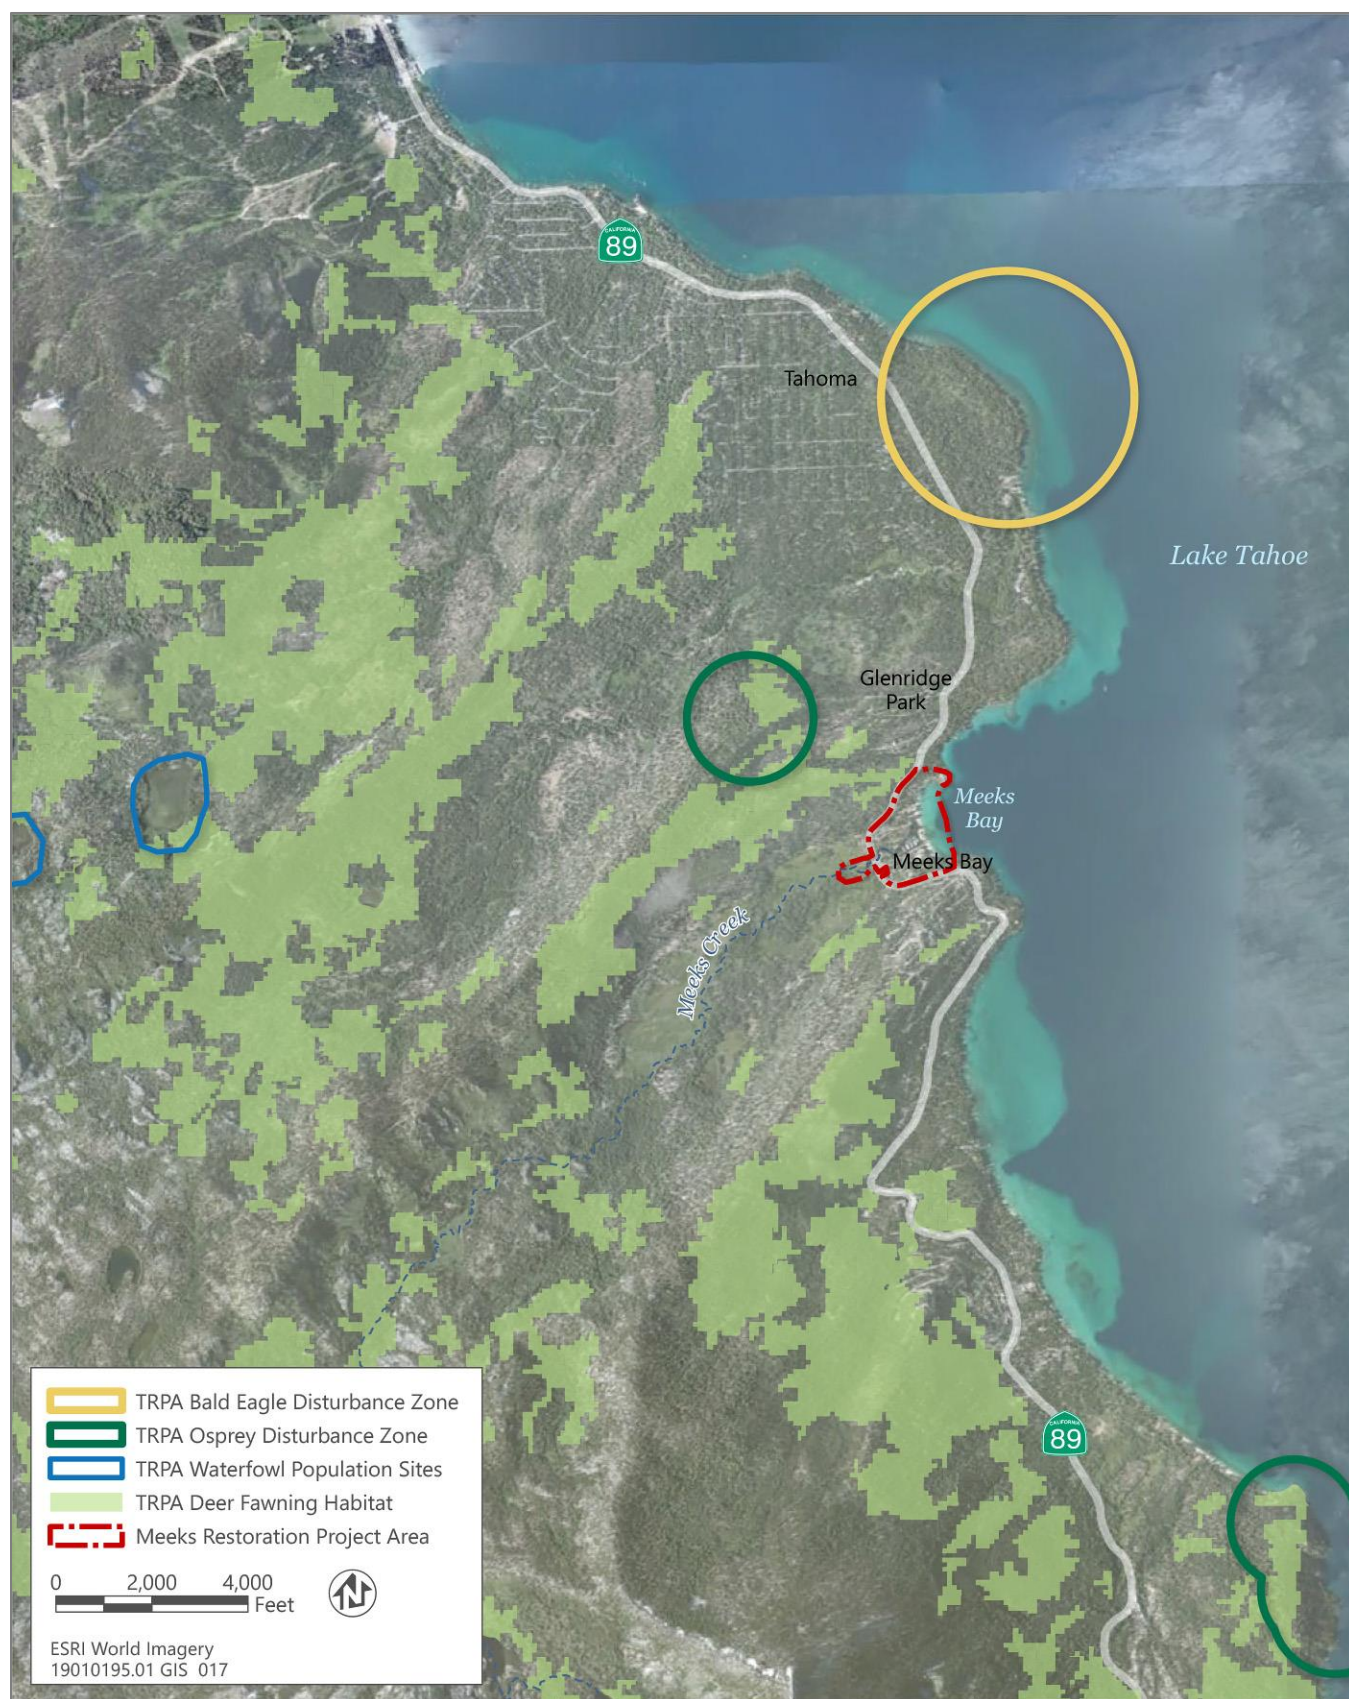 CALIFORNIA
89
Tahoma
Lake Tahoe
Glenridge
Park
Meeks
Bay
Meeks Bay
Meeks Creek
CALIFORNIA
89
TRPA Bald Eagle Disturbance Zone
TRPA Osprey Disturbance Zone
TRPA Waterfowl Population Sites
TRPA Deer Fawning Habitat
Meeks Restoration Project Area
0 2,000 4,000
Feet
N
ESRI World Imagery
19010195.01 GIS 017